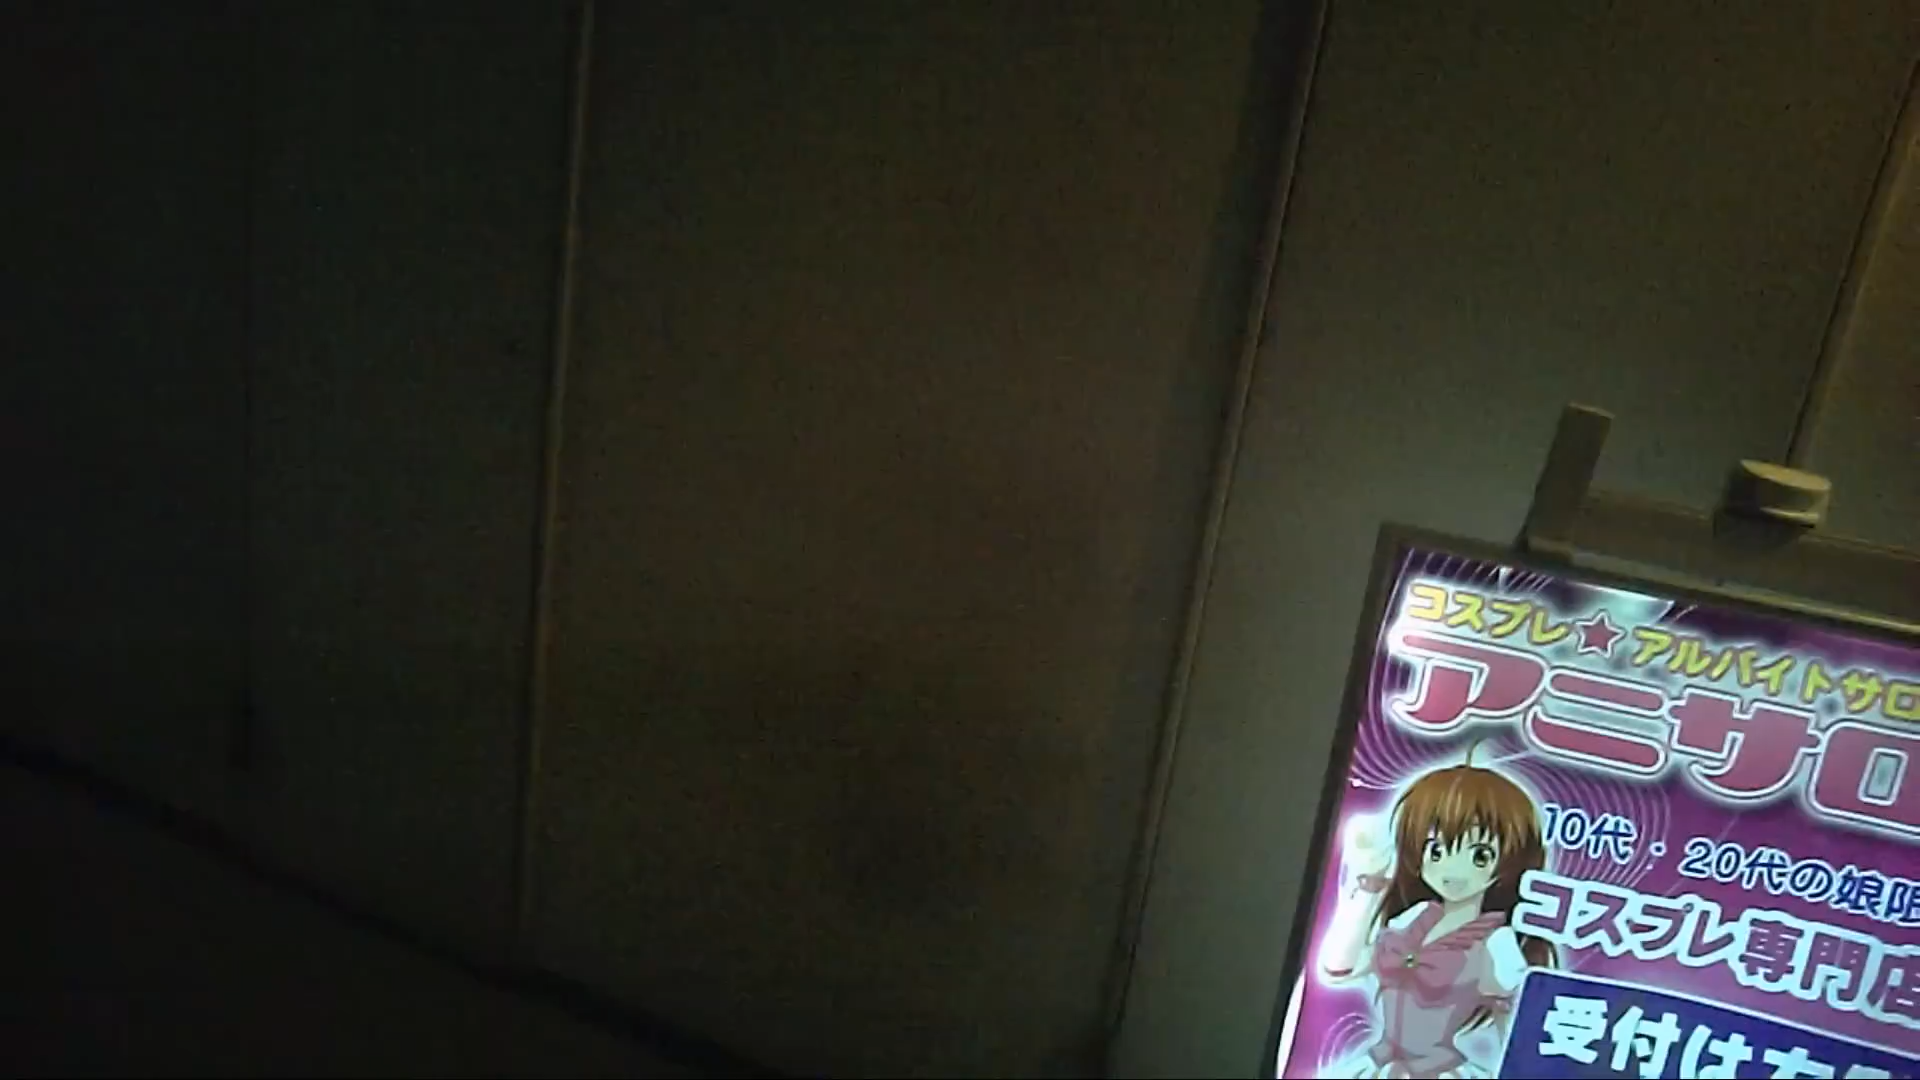 コスプレ★アルバイトサロ
アニサロ
10代・20代の娘限
コスプレ専門店
受付は